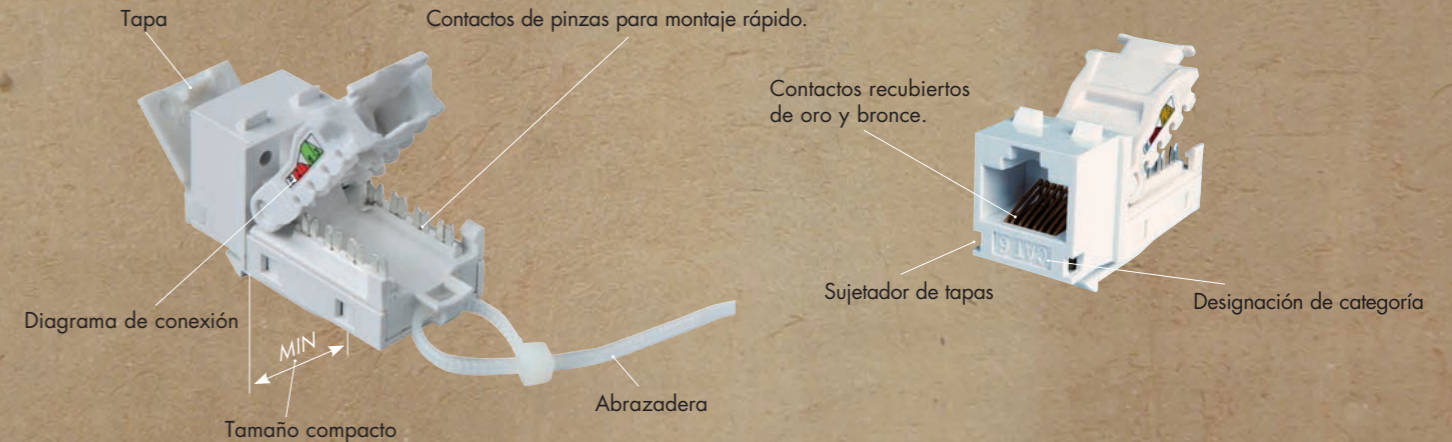 Tapa
Contactos de pinzas para montaje rápido.
Diagrama de conexión
MIN
Tamaño compacto
Abrazadera
Contactos recubiertos
de oro y bronce.
CAT 6
Sujetador de tapas
Designación de categoría